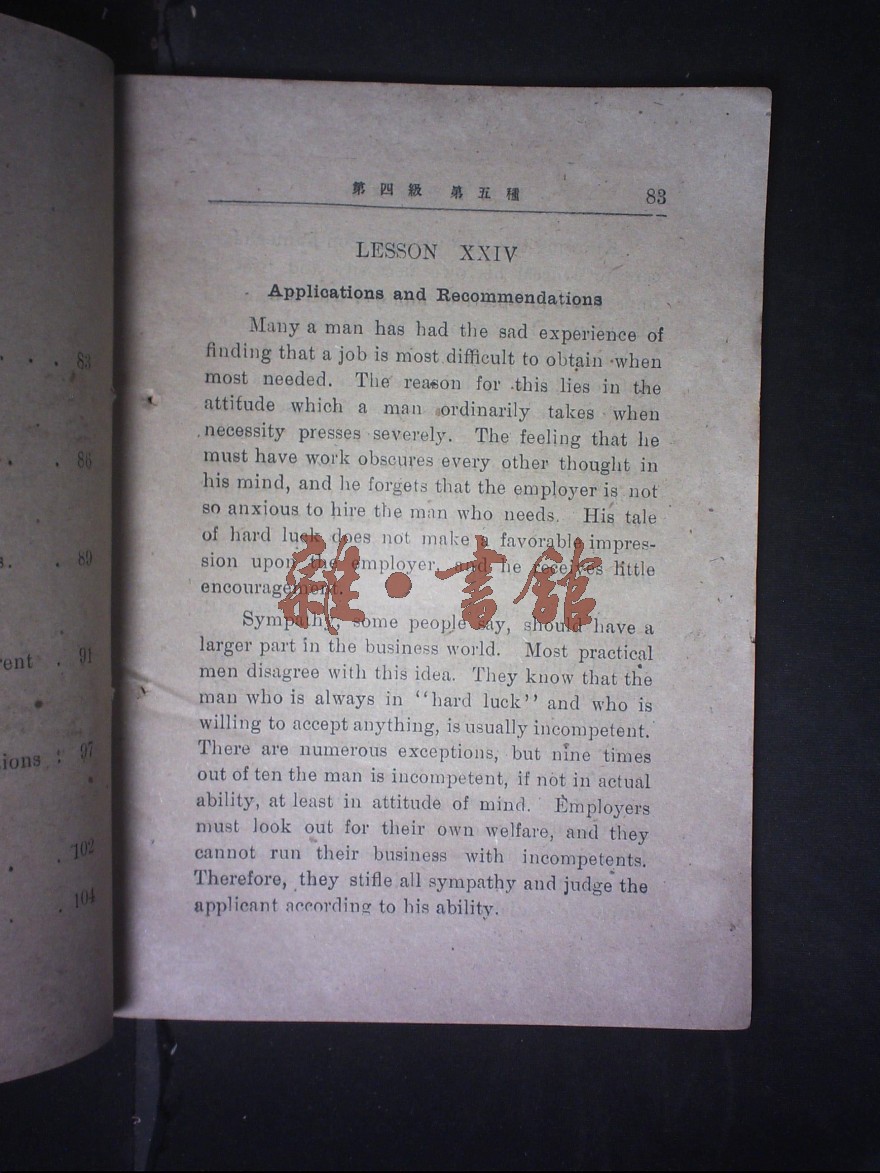 83
86
s. 89
rent . 91
ions : 97
102
104
第四級 第五種 83
LESSON XXIV
Applications and Recommendations
Many a man has had the sad experience of
finding that a job is most difficult to obtain when
most needed. The reason for this lies in the
attitude which a man ordinarily takes when
necessity presses severely. The feeling that he
must have work obscures every other thought in
his mind, and he forgets that the employer is not
so anxious to hire the man who needs. His tale
of hard luck does not make a favorable impres-
sion upon the employer, and he receives little
encouragement.
雜·書館
Sympathy, some people say, should have a
larger part in the business world. Most practical
men disagree with this idea. They know that the
man who is always in "hard luck" and who is
willing to accept anything, is usually incompetent.
There are numerous exceptions, but nine times
out of ten the man is incompetent, if not in actual
ability, at least in attitude of mind. Employers
must look out for their own welfare, and they
cannot run their business with incompetents.
Therefore, they stifle all sympathy and judge the
applicant according to his ability.